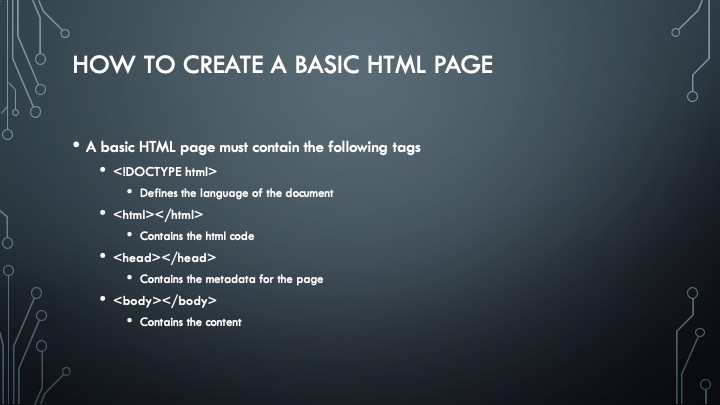 HOW TO CREATE A BASIC HTML PAGE
• A basic HTML page must contain the following tags
• <!DOCTYPE html>
• Defines the language of the document
• <html></html>
• Contains the html code
• <head></head>
• Contains the metadata for the page
• <body></body>
• Contains the content